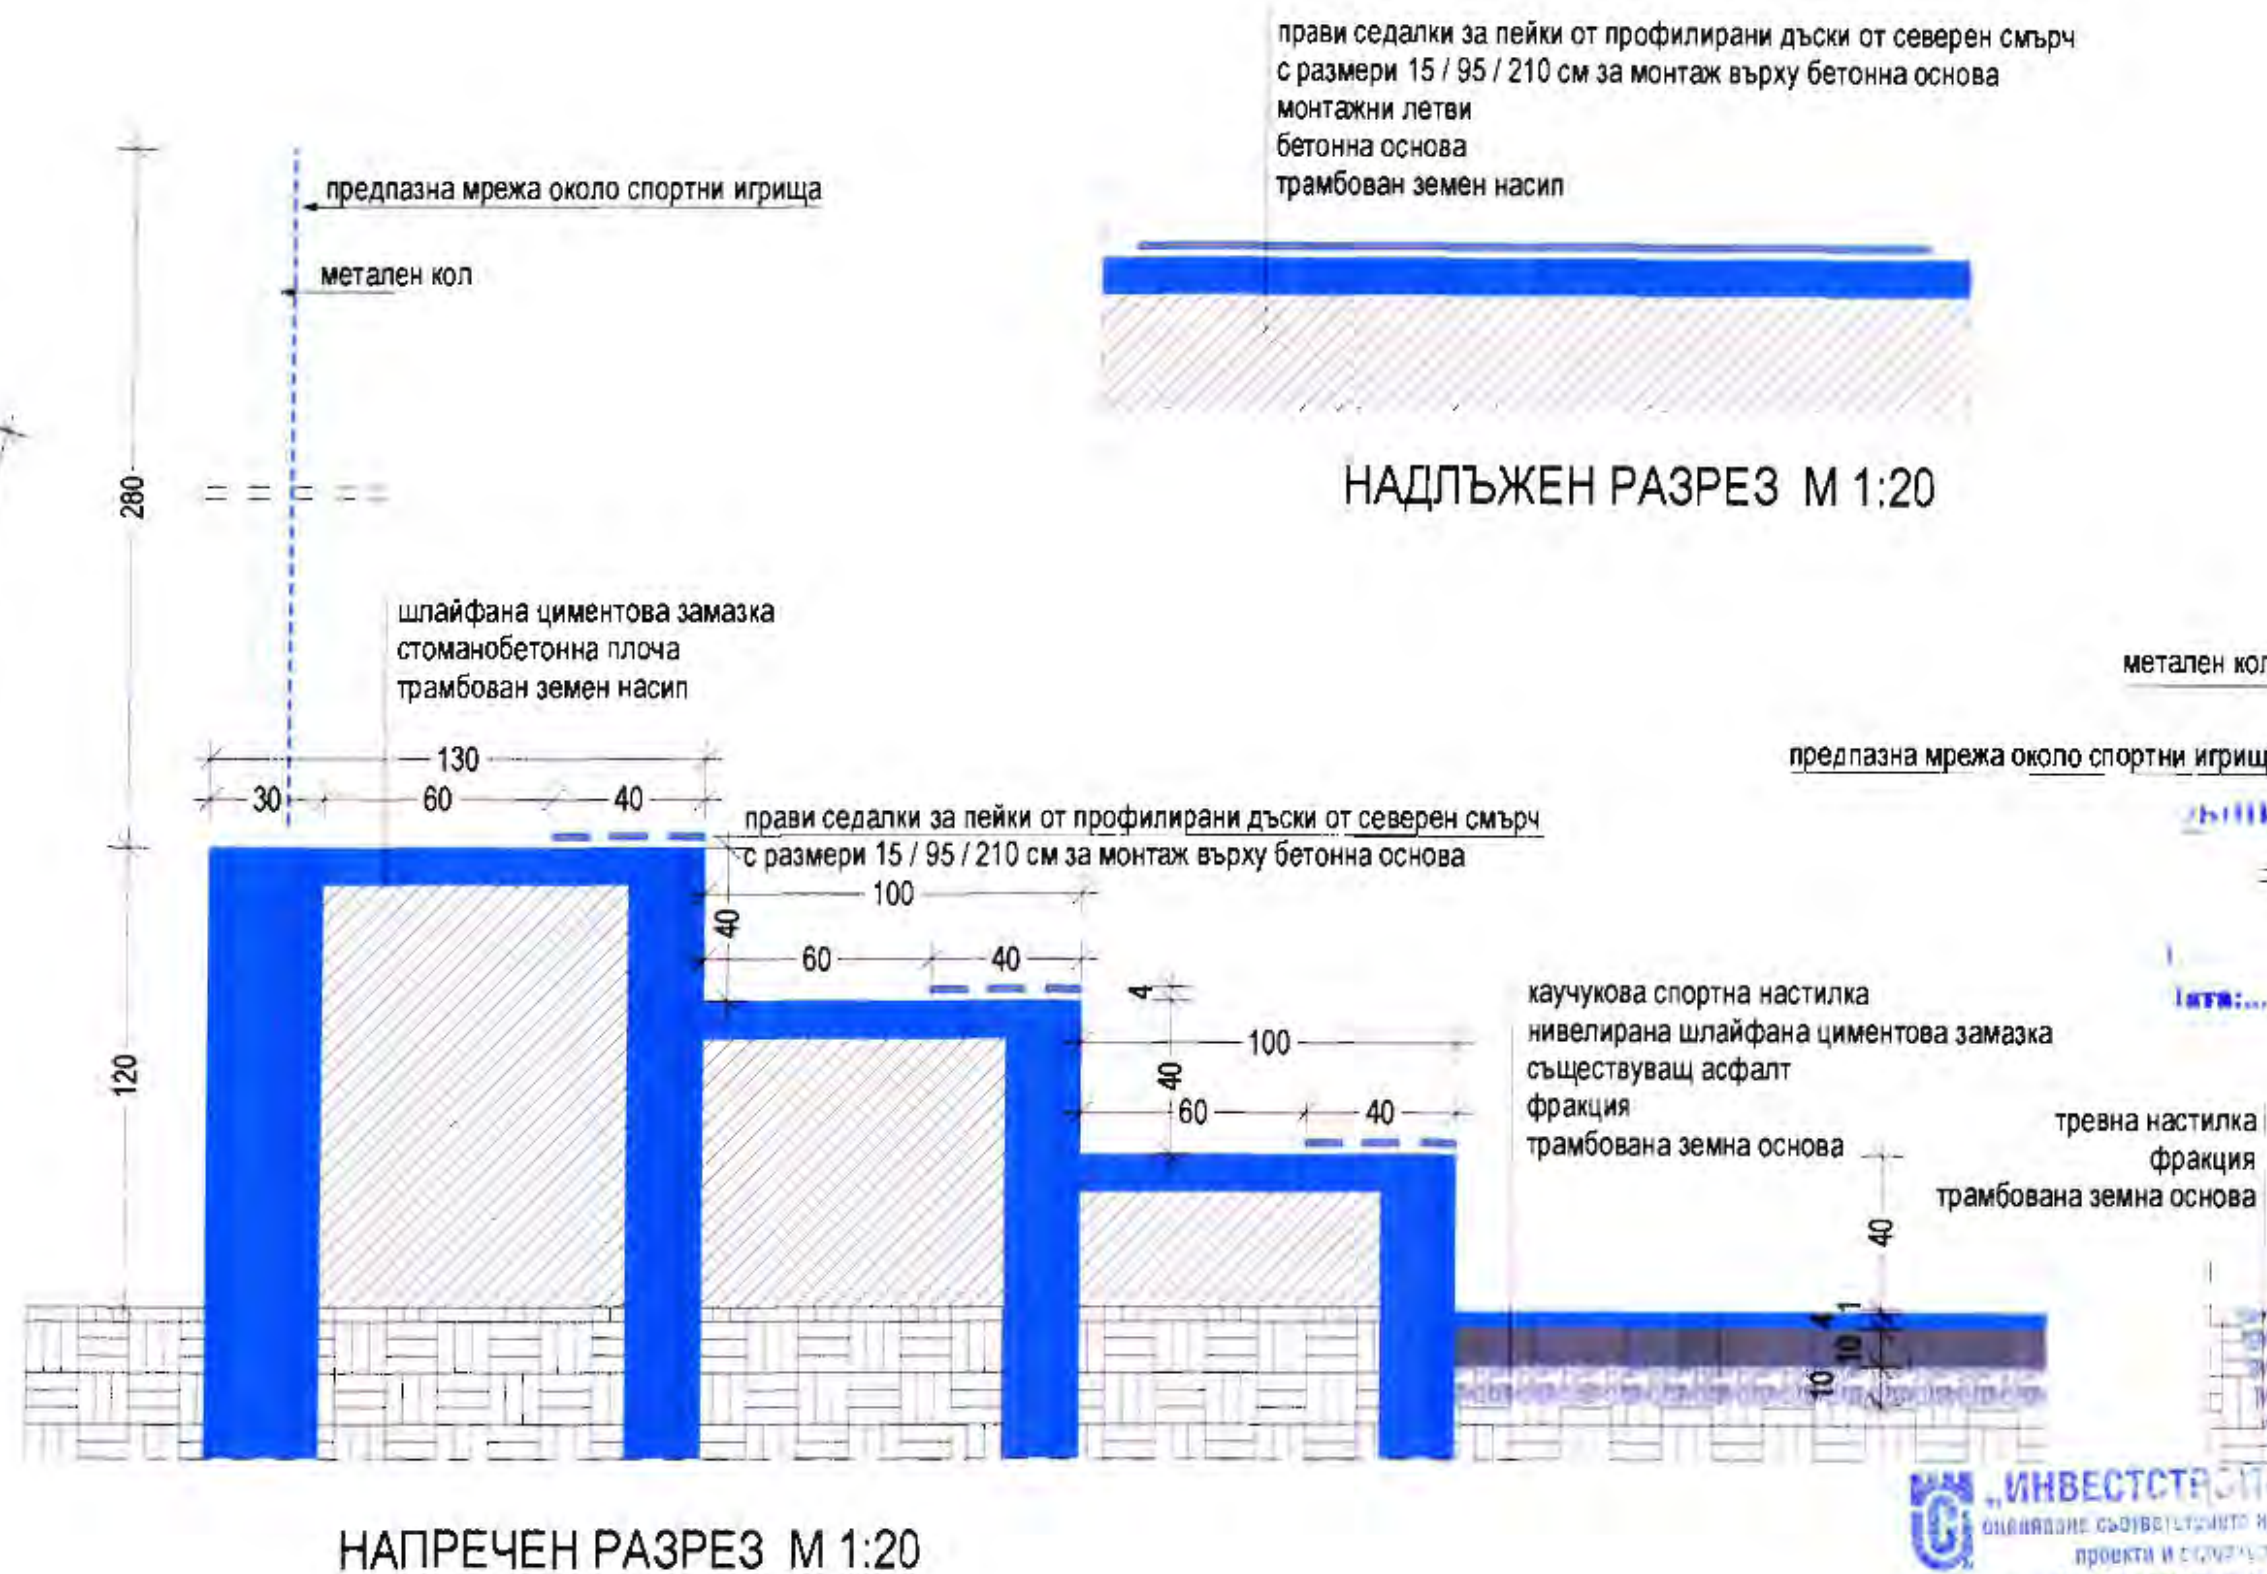 прави седалки за пейки от профилирани дъски от северен смърч
с размери 15 / 95 / 210 см за монтаж върху бетонна основа
монтажни летви
бетонна основа
трамбован земен насип
предпазна мрежа около спортни игрища
метален кол
280
НАДЛЪЖЕН РАЗРЕЗ М 1:20
шлайфана циментова замазка
стоманобетонна плоча
трамбован земен насип
метален кол
предпазна мрежа около спортни игрищ
130
30 60 40
прави седалки за пейки от профилирани дъски от северен смърч
с размери 15 / 95 / 210 см за монтаж върху бетонна основа
100
40
60 40
4
100
40
60 40
120
каучукова спортна настилка
нивелирана шлайфана циментова замазка
съществуващ асфалт
фракция
трамбована земна основа
тревна настилка
фракция
трамбована земна основа
40
1
4
10
10
НАПРЕЧЕН РАЗРЕЗ М 1:20
проекти и